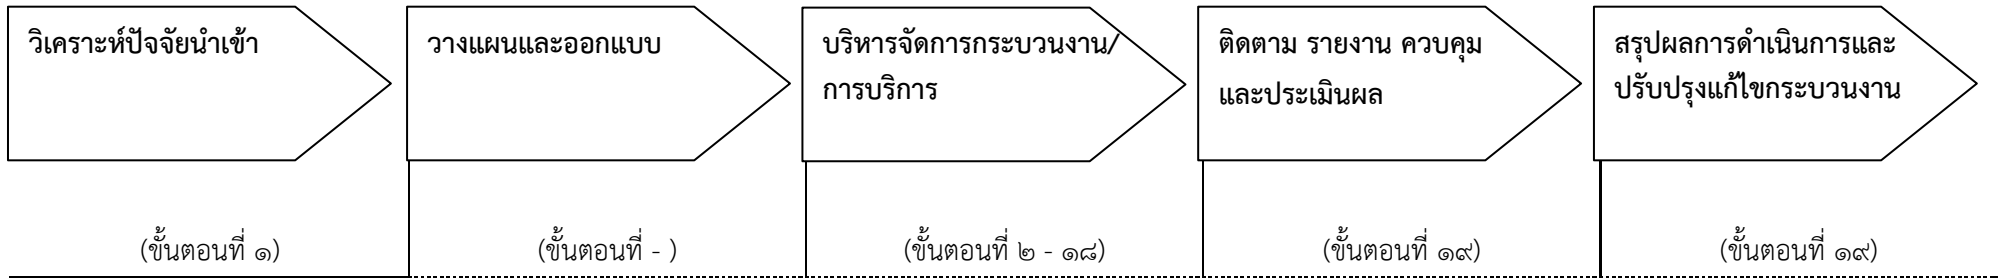 วิเคราะห์ปัจจัยนำเข้า
วางแผนและออกแบบ
บริหารจัดการกระบวนงาน/
การบริการ
ติดตาม รายงาน ควบคุม
และประเมินผล
สรุปผลการดำเนินการและ
ปรับปรุงแก้ไขกระบวนงาน
(ขั้นตอนที่ ๑)
(ขั้นตอนที่ - )
(ขั้นตอนที่ ๒ - ๑๘)
(ขั้นตอนที่ ๑๙)
(ขั้นตอนที่ ๑๙)